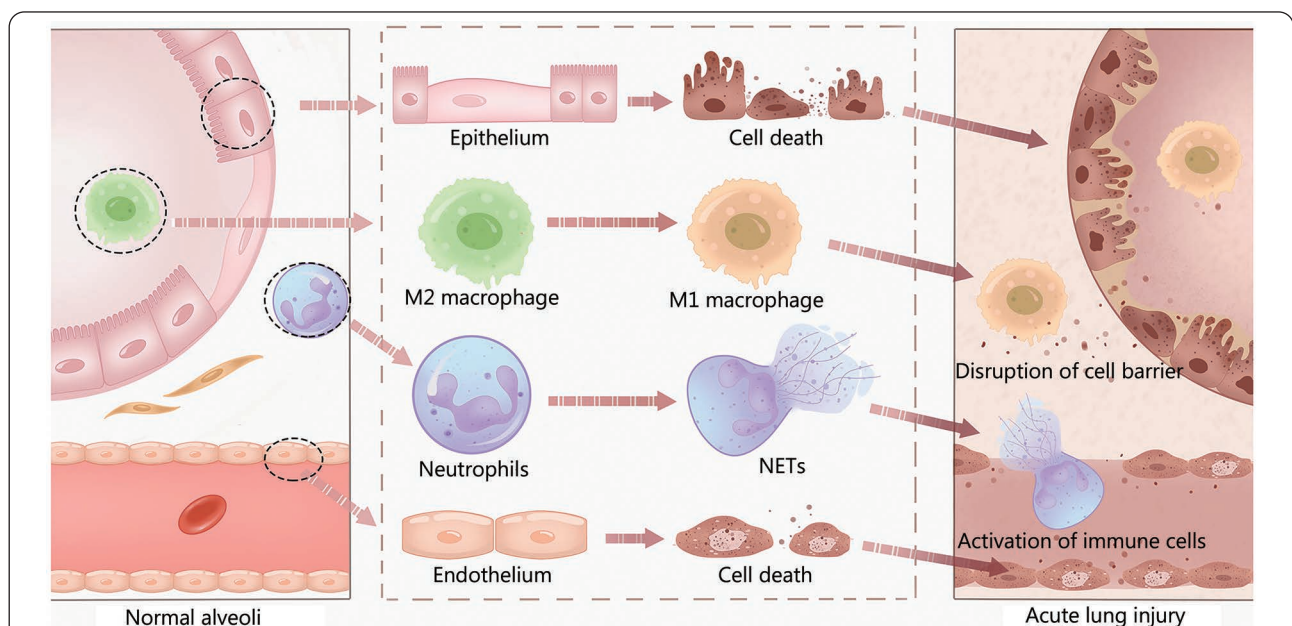 Epithelium
Cell death
M2 macrophage
M1 macrophage
Disruption of cell barrier
Neutrophils
NETs
Activation of immune cells
Endothelium
Cell death
Normal alveoli
Acute lung injury